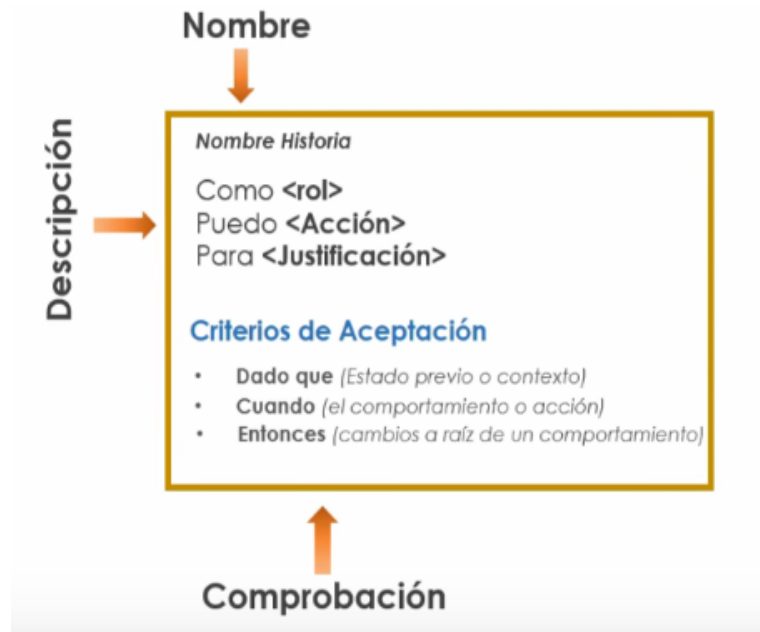 Nombre
Descripción
Nombre Historia
Como <rol>
Puedo <Acción>
Para <Justificación>
Criterios de Aceptación
• Dado que (Estado previo o contexto)
• Cuando (el comportamiento o acción)
• Entonces (cambios a raíz de un comportamiento)
Comprobación